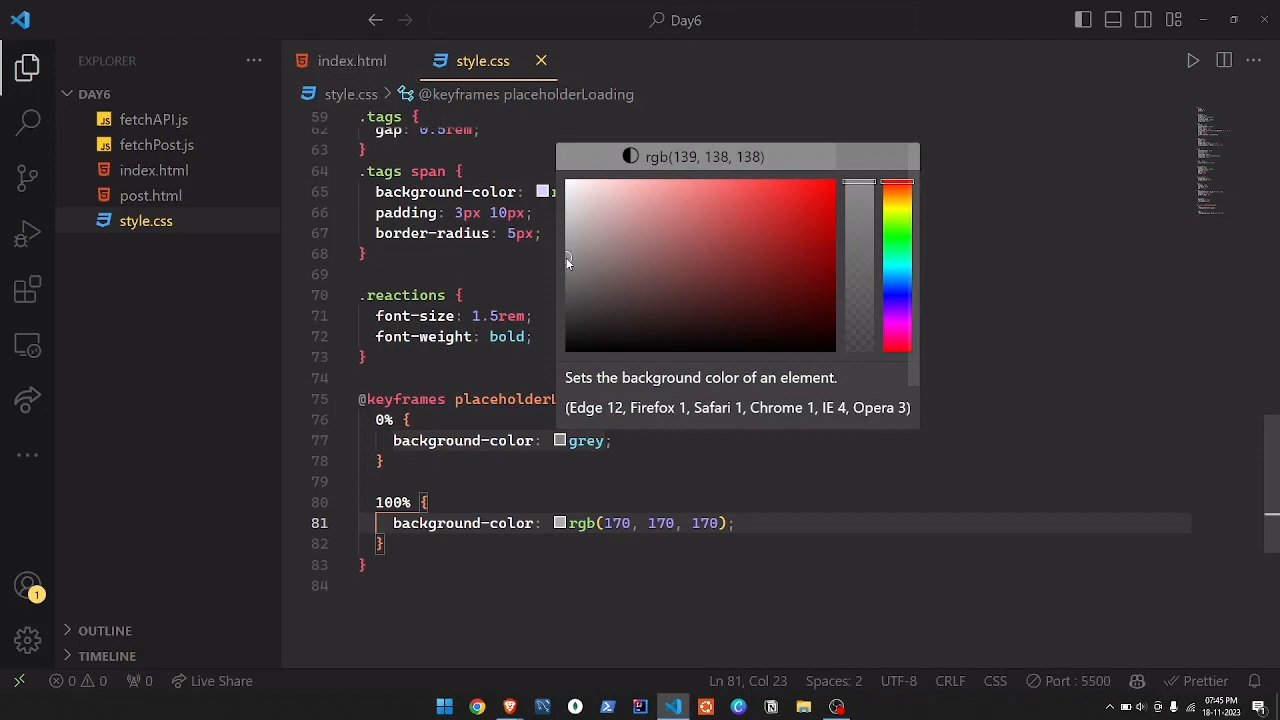 Day6
EXPLORER
index.html
style.css
DAY6
style.css > @keyframes placeholderLoading
fetchAPI.js
fetchPost.js
index.html
post.html
style.css
59 .tags {
62 gap: 0.5rem;
63 }
64 .tags span {
65 background-color:
66 padding: 3px 10px;
67 border-radius: 5px;
68 }
69
70 .reactions {
71 font-size: 1.5rem;
72 font-weight: bold;
73 }
74
75 @keyframes placeholderL
76 0% {
77 background-color: grey;
78 }
79
80 100% {
81 background-color: rgb(170, 170, 170);
82 }
83 }
84
rgb(139, 138, 138)
Sets the background color of an element.
(Edge 12, Firefox 1, Safari 1, Chrome 1, IE 4, Opera 3)
1
OUTLINE
TIMELINE
0 0 0 Live Share Ln 81, Col 23 Spaces: 2 UTF-8 CRLF CSS Port : 5500 Prettier
07:45 PM
18-11-2023